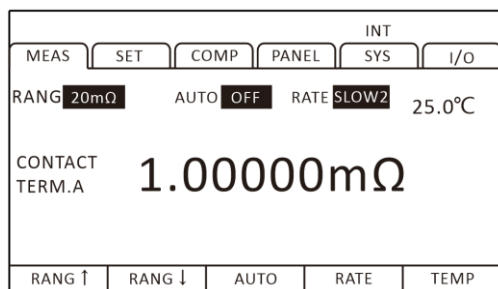 INT
MEAS SET COMP PANEL SYS I/O
RANG 20mΩ AUTO OFF RATE SLOW2 25.0℃
CONTACT
TERM.A 1.00000mΩ
RANG↑ RANG↓ AUTO RATE TEMP